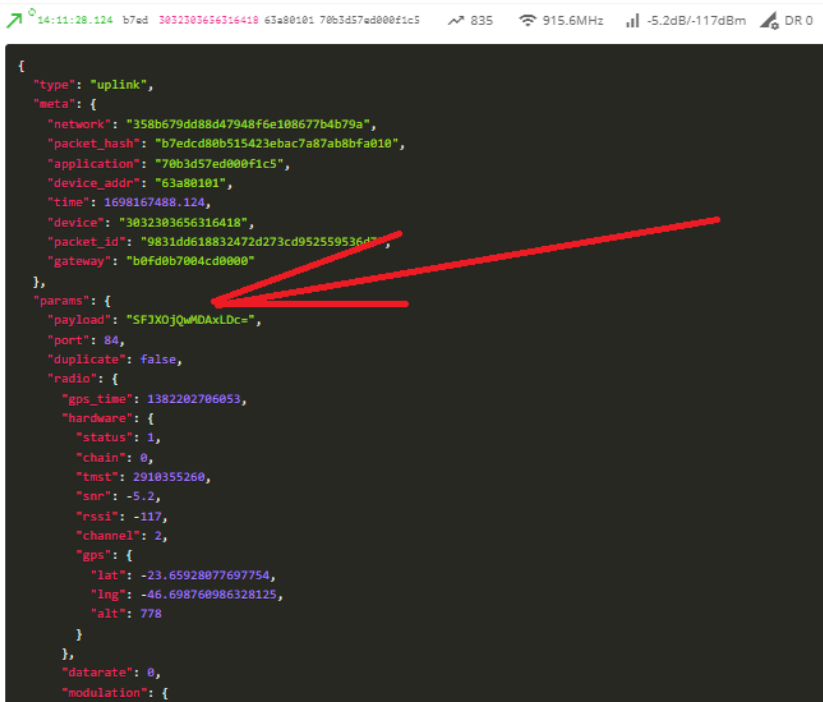 14:11:28.124 b7ed 3032303656316418 63a80101 70b3d57ed000f1c5 835 915.6MHz -5.2dB/-117dBm DR 0
{
"type": "uplink",
"meta": {
"network": "358b679dd88d47948f6e108677b4b79a",
"packet_hash": "b7edcd80b515423ebac7a87ab8bfa010",
"application": "70b3d57ed000f1c5",
"device_addr": "63a80101",
"time": 1698167488.124,
"device": "3032303656316418",
"packet_id":
"gateway": "b0fd0b7004cd0000"
},
"params": {
"payload": "SFJXOjQwMDAxLDc=",
"port": 84,
"duplicate": false,
"radio": {
"gps_time": 1382202706053,
"hardware": {
"status": 1,
"chain": 0,
"tmst": 2910355260,
"snr": -5.2,
"rssi": -117,
"channel": 2,
"gps": {
"lat": -23.65928077697754,
"lng": -46.698760986328125,
"alt": 778
}
},
"datarate": 0,
"modulation": {